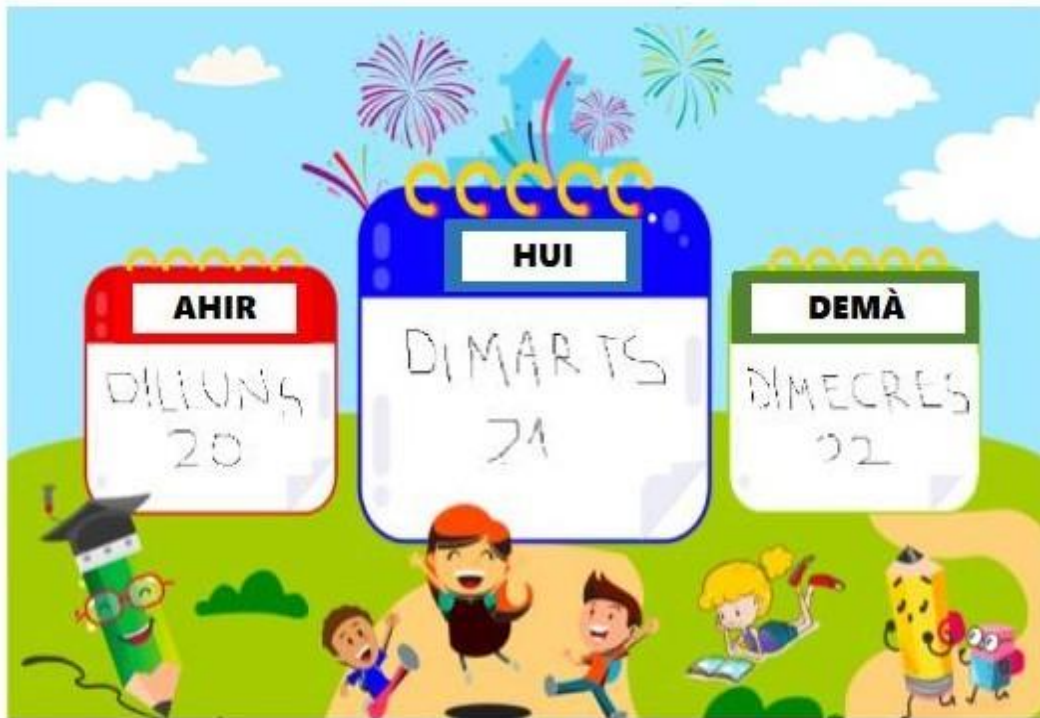 AHIR
DILLUNS
20
HUI
DIMARTS
21
DEMÀ
DIMECRES
22